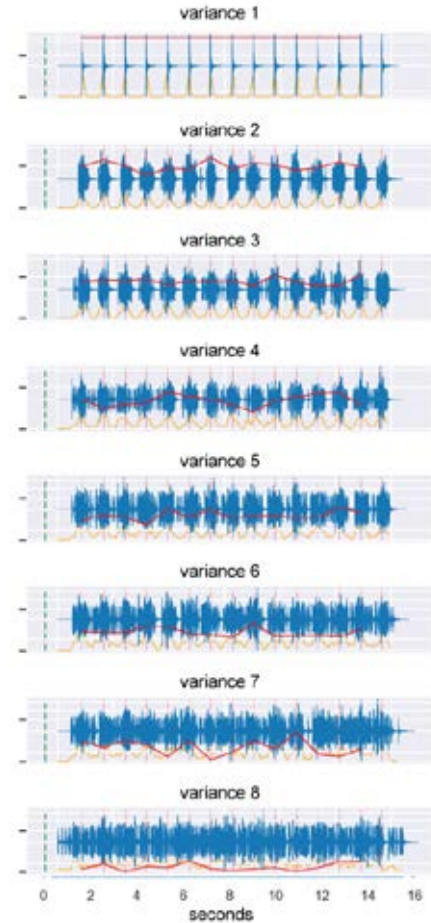 variance 1
variance 2
variance 3
variance 4
variance 5
variance 6
variance 7
variance 8
0 2 4 6 8 10 12 14 16
seconds